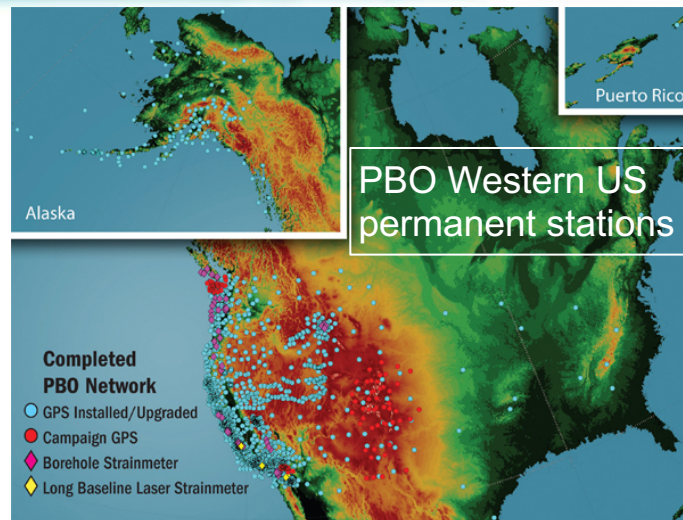 Alaska
Puerto Rico
PBO Western US
permanent stations
Completed
PBO Network
GPS Installed/Upgraded
Campaign GPS
Borehole Strainmeter
Long Baseline Laser Strainmeter